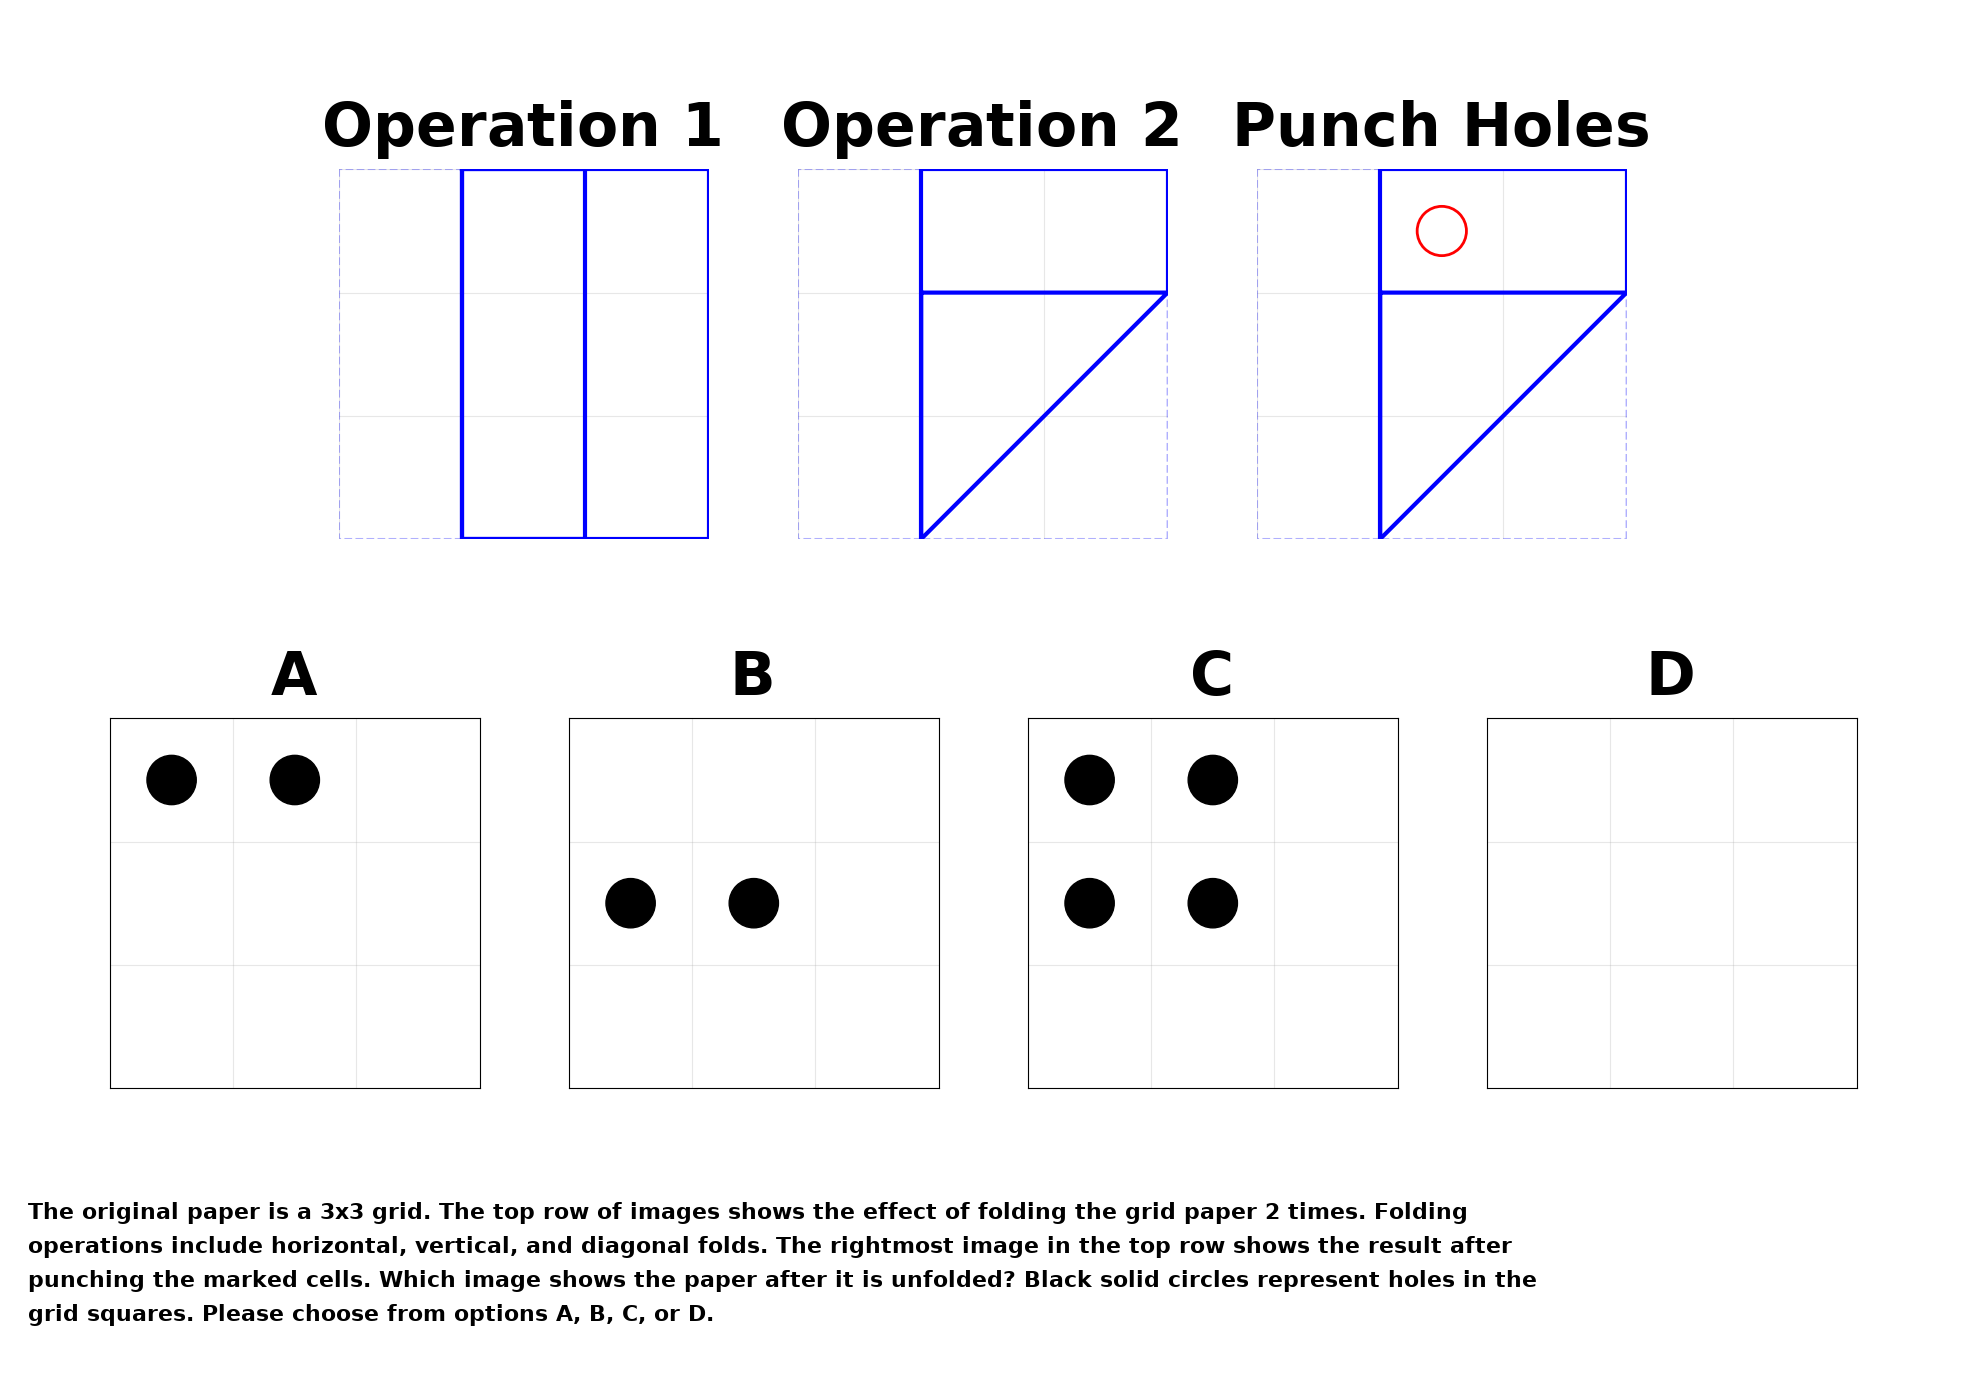 Operation 1 Operation 2 Punch Holes
A B C D
The original paper is a 3x3 grid. The top row of images shows the effect of folding the grid paper 2 times. Folding
operations include horizontal, vertical, and diagonal folds. The rightmost image in the top row shows the result after
punching the marked cells. Which image shows the paper after it is unfolded? Black solid circles represent holes in the
grid squares. Please choose from options A, B, C, or D.